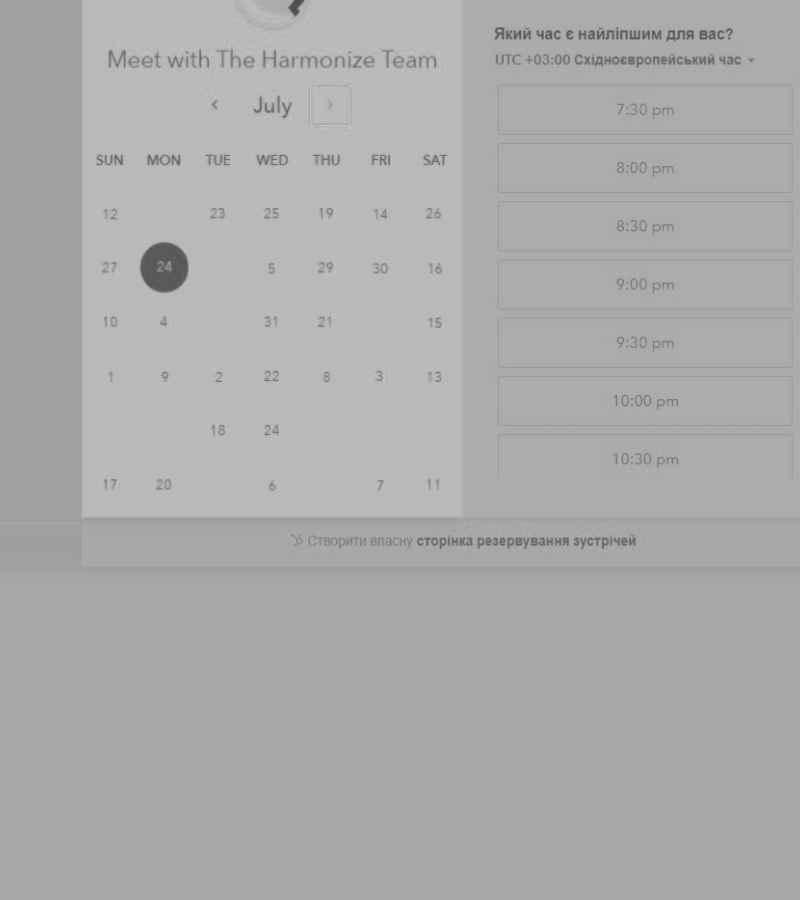 Meet with The Harmonize Team
July
SUN MON TUE WED THU FRI SAT
12 23 25 19 14 26
27 24 5 29 30 16
10 4 31 21 15
1 9 2 22 8 3 13
18 24
17 20 6 7 11
Який час є найліпшим для вас?
UTC +03:00 Східноєвропейський час
7:30 pm
8:00 pm
8:30 pm
9:00 pm
9:30 pm
10:00 pm
10:30 pm
Створити власну сторінка резервування зустрічей